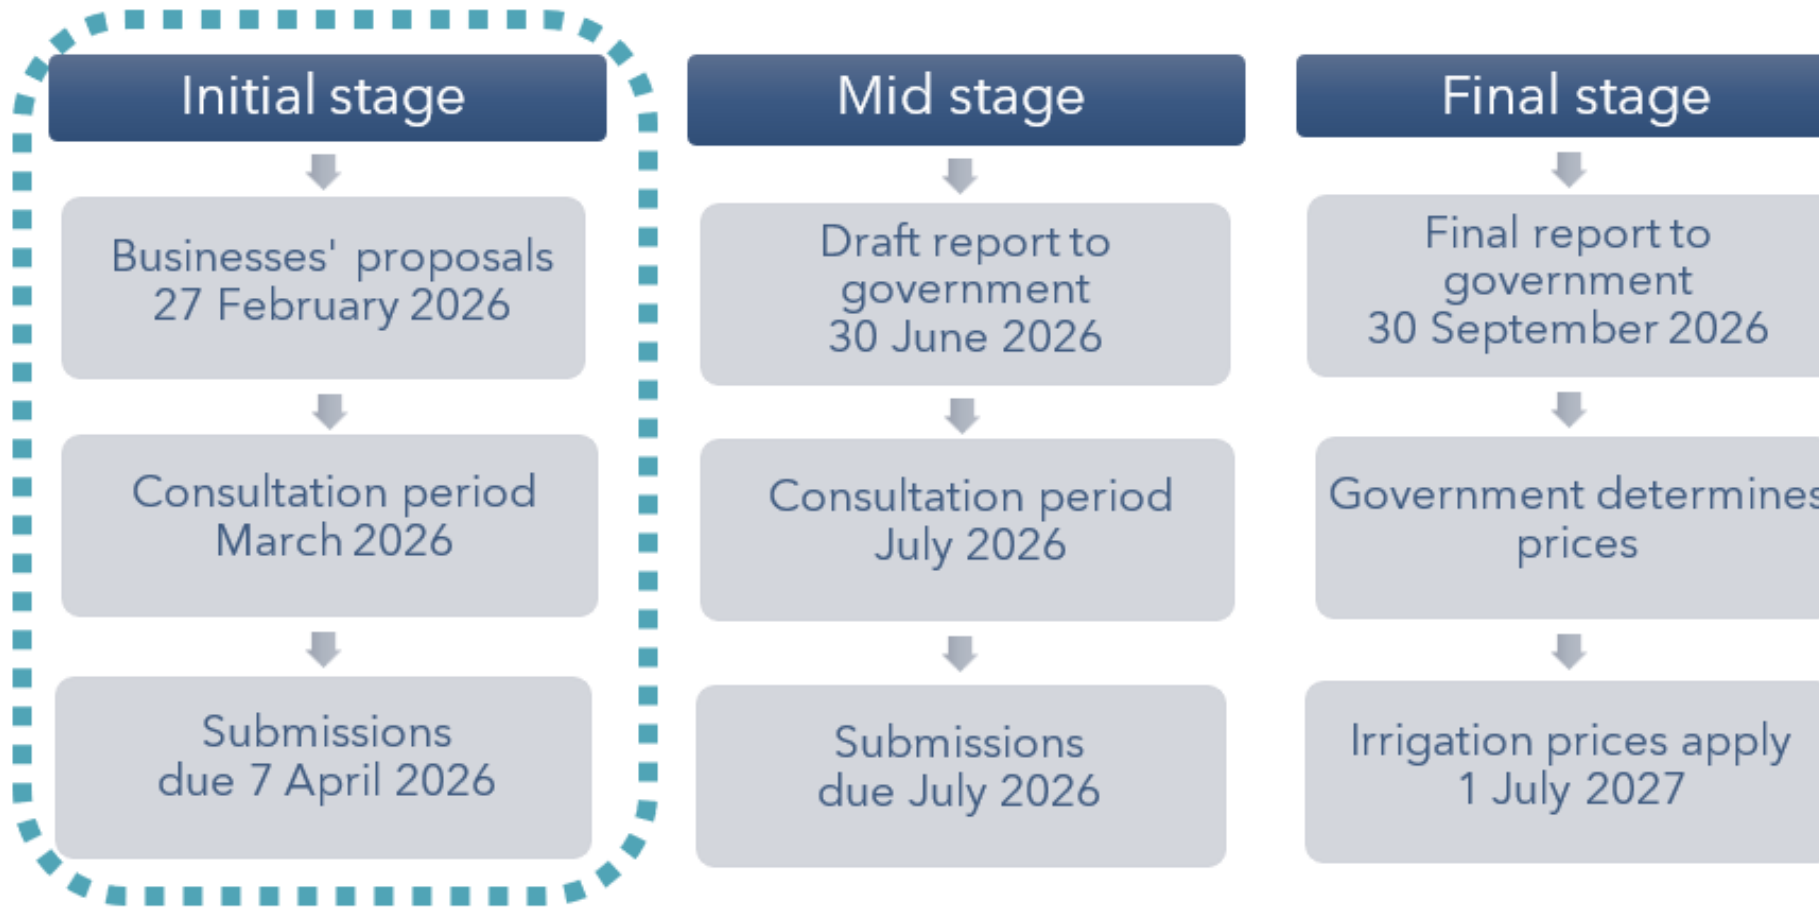 Initial stage
Businesses' proposals
27 February 2026
Consultation period
March 2026
Submissions
due 7 April 2026
Mid stage
Draft report to
government
30 June 2026
Consultation period
July 2026
Submissions
due July 2026
Final stage
Final report to
government
30 September 2026
Government determines
prices
Irrigation prices apply
1 July 2027